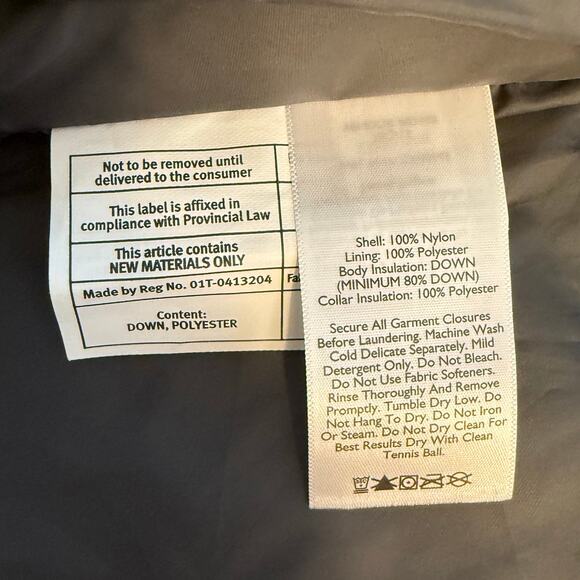 Not to be removed until
delivered to the consumer
This label is affixed in
compliance with Provincial Law
This article contains
NEW MATERIALS ONLY
Made by Reg No. 01T-0413204
Content:
DOWN, POLYESTER
Shell: 100% Nylon
Lining: 100% Polyester
Body Insulation: DOWN
(MINIMUM 80% DOWN)
Collar Insulation: 100% Polyester
Secure All Garment Closures
Before Laundering. Machine Wash
Cold Delicate Separately. Mild
Detergent Only. Do Not Bleach.
Do Not Use Fabric Softeners.
Rinse Thoroughly And Remove
Promptly. Tumble Dry Low. Do
Not Hang To Dry. Do Not Iron
Or Steam. Do Not Dry Clean For
Best Results Dry With Clean
Tennis Ball.